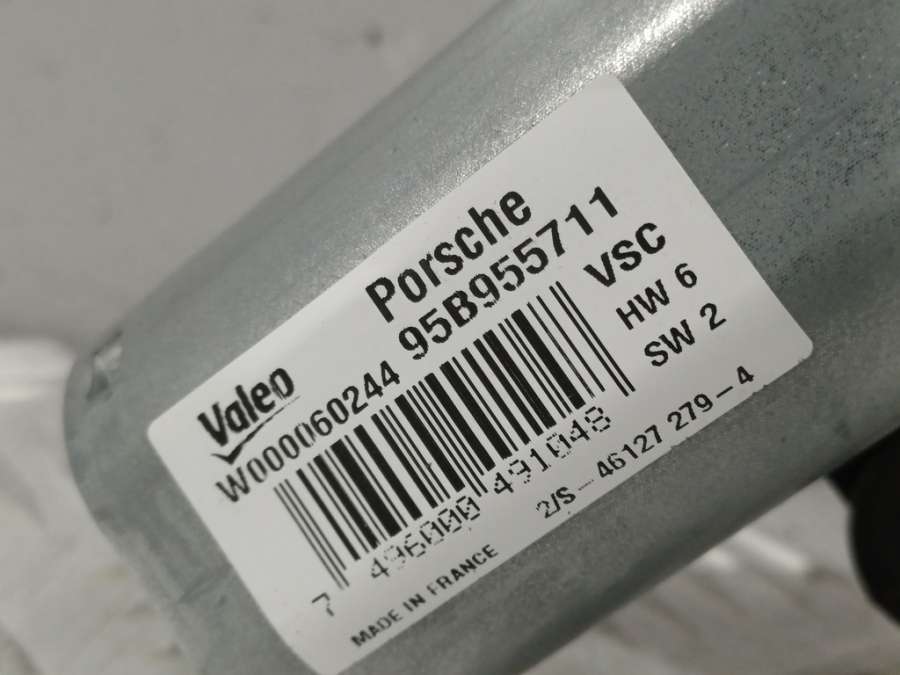 Porsche
95B955711
VSC
HW 6
SW 2
Valeo
W000060244
7 496000 491048
2/S-46127 279-4
MADE IN FRANCE